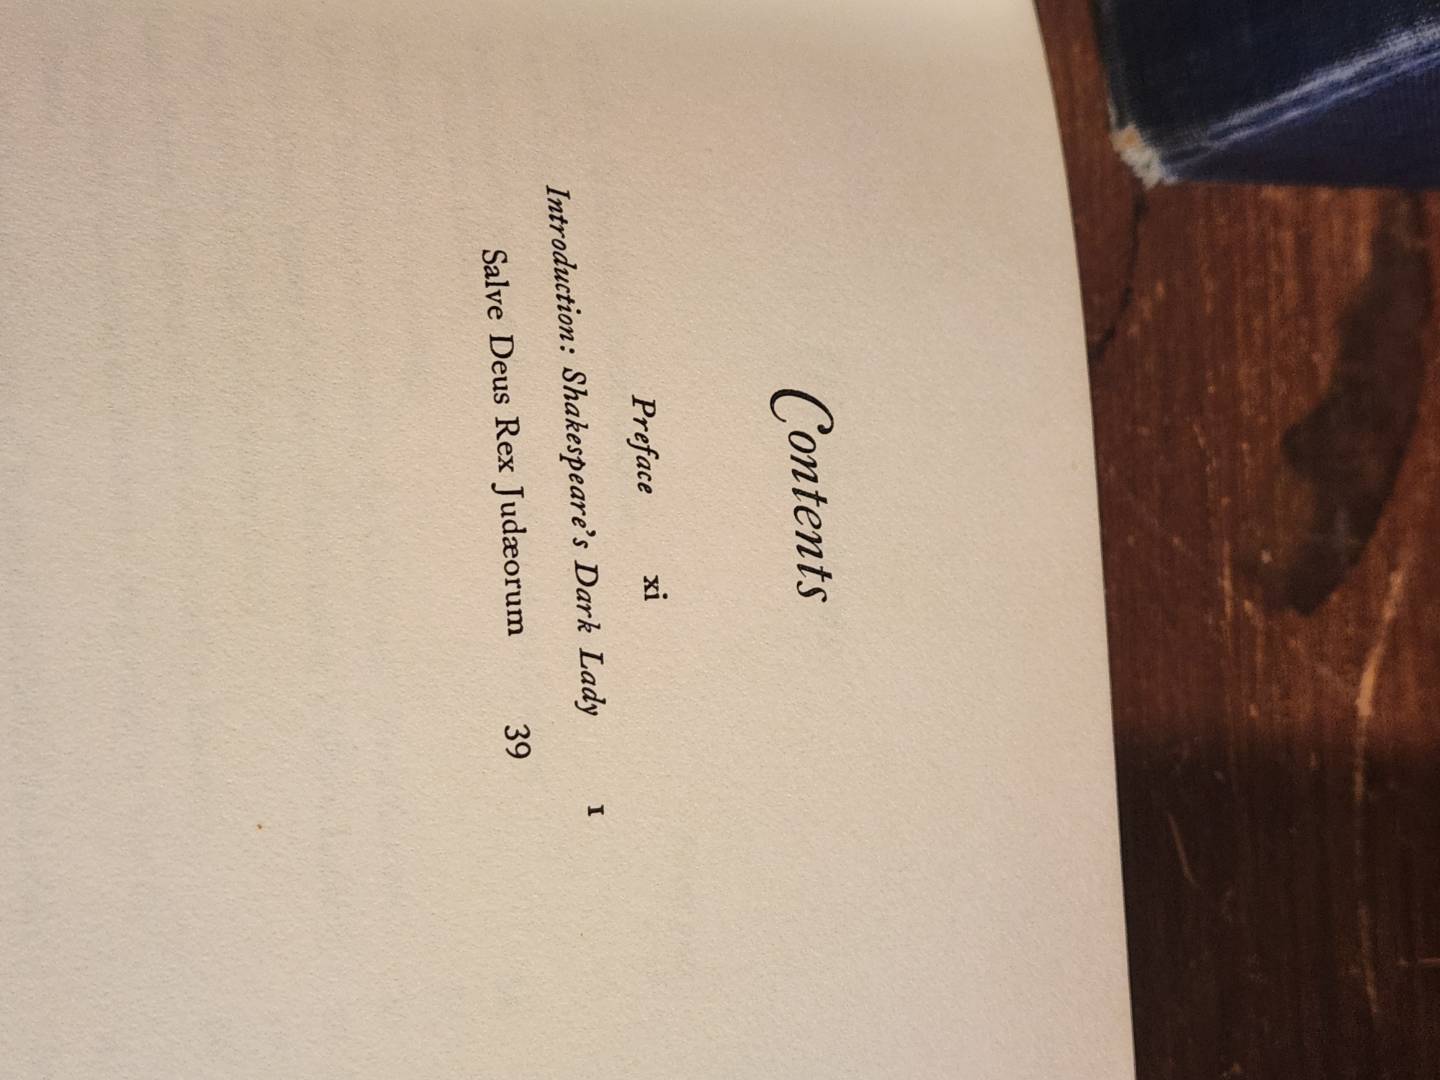 Contents
Preface xi
Introduction: Shakespeare's Dark Lady 1
Salve Deus Rex Judæorum 39